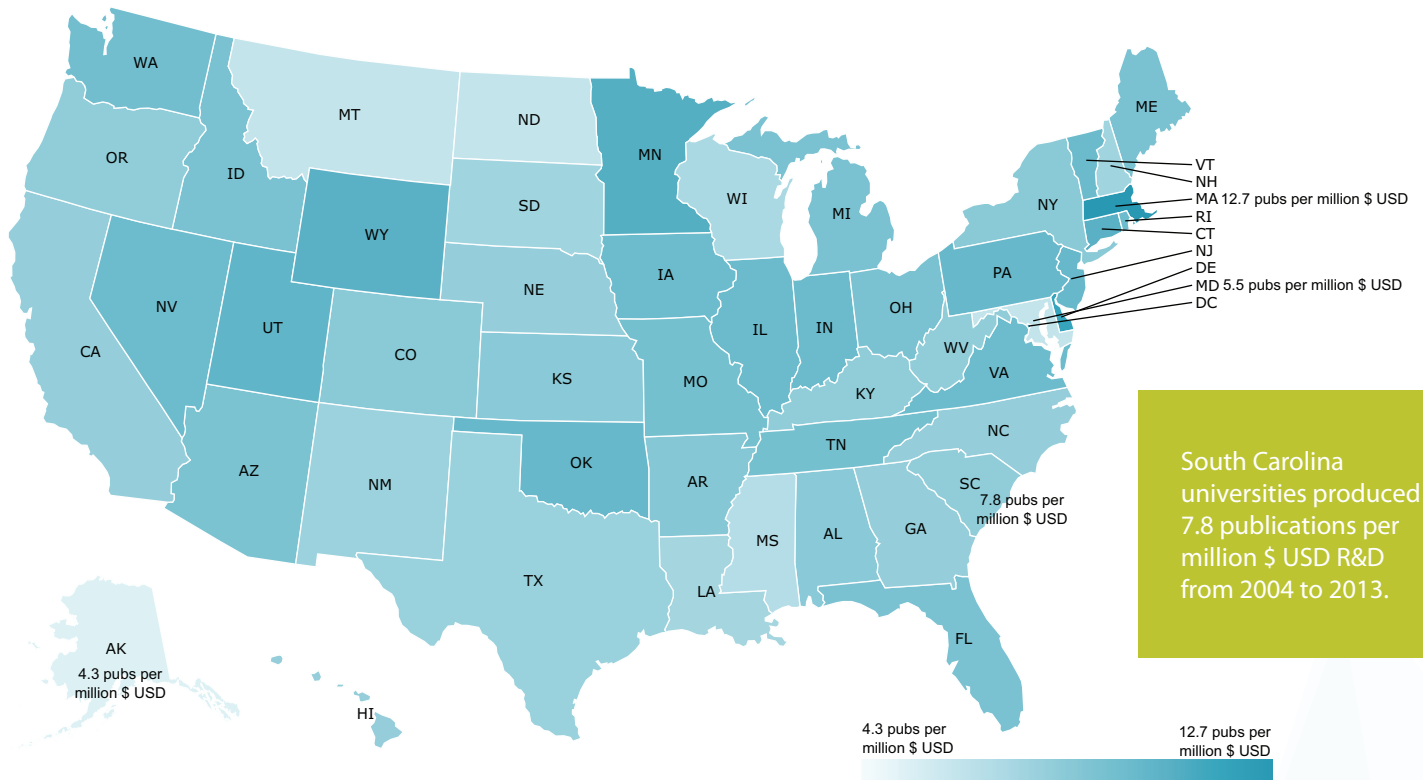 WA
MT
ND
MN
ME
OR
ID
SD
WI
MI
NY
VT
NH
MA 12.7 pubs per million $ USD
RI
CT
NJ
DE
MD 5.5 pubs per million $ USD
DC
WY
IA
PA
NV
UT
NE
IL
IN
OH
CA
CO
KS
MO
WV
VA
KY
AZ
NM
OK
AR
TN
NC
SC
7.8 pubs per
million $ USD
MS
AL
GA
TX
LA
FL
AK
4.3 pubs per
million $ USD
HI
South Carolina
universities produced
7.8 publications per
million $ USD R&D
from 2004 to 2013.
4.3 pubs per
million $ USD
12.7 pubs per
million $ USD